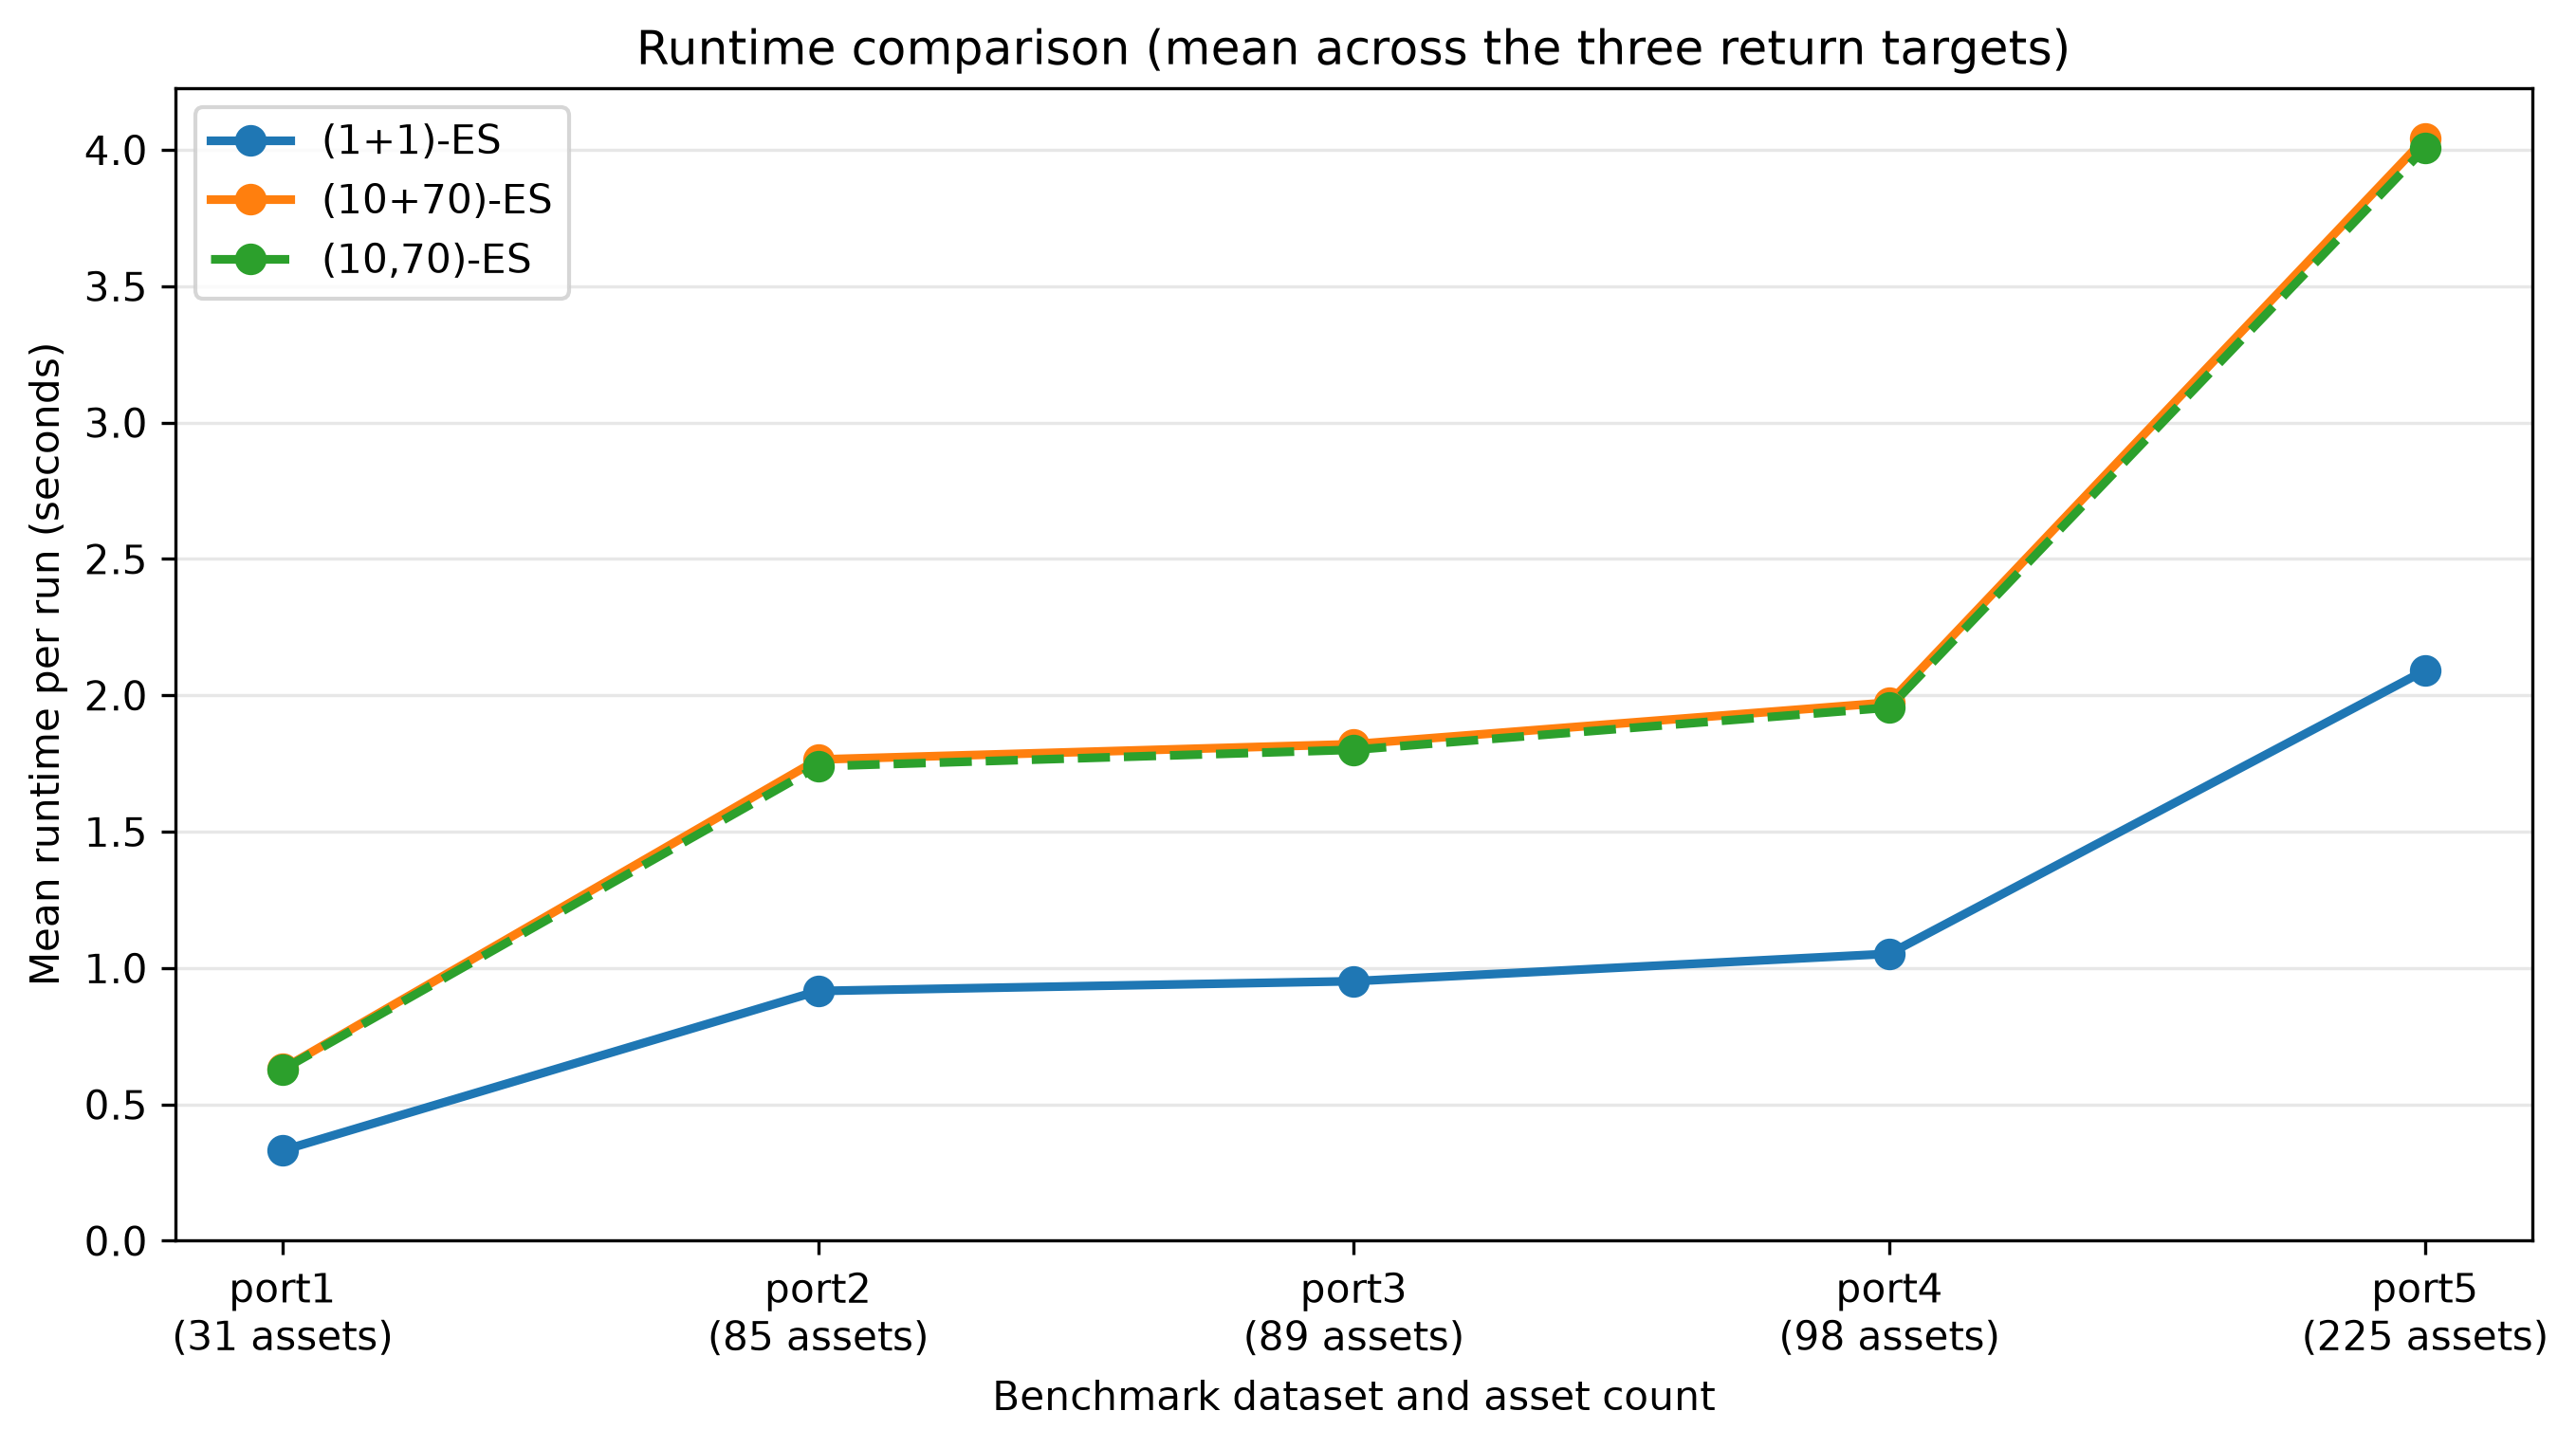 Runtime comparison (mean across the three return targets)
(1+1)-ES
(10+70)-ES
(10,70)-ES
Mean runtime per run (seconds)
4.0
3.5
3.0
2.5
2.0
1.5
1.0
0.5
0.0
port1
(31 assets)
port2
(85 assets)
port3
(89 assets)
port4
(98 assets)
port5
(225 assets)
Benchmark dataset and asset count